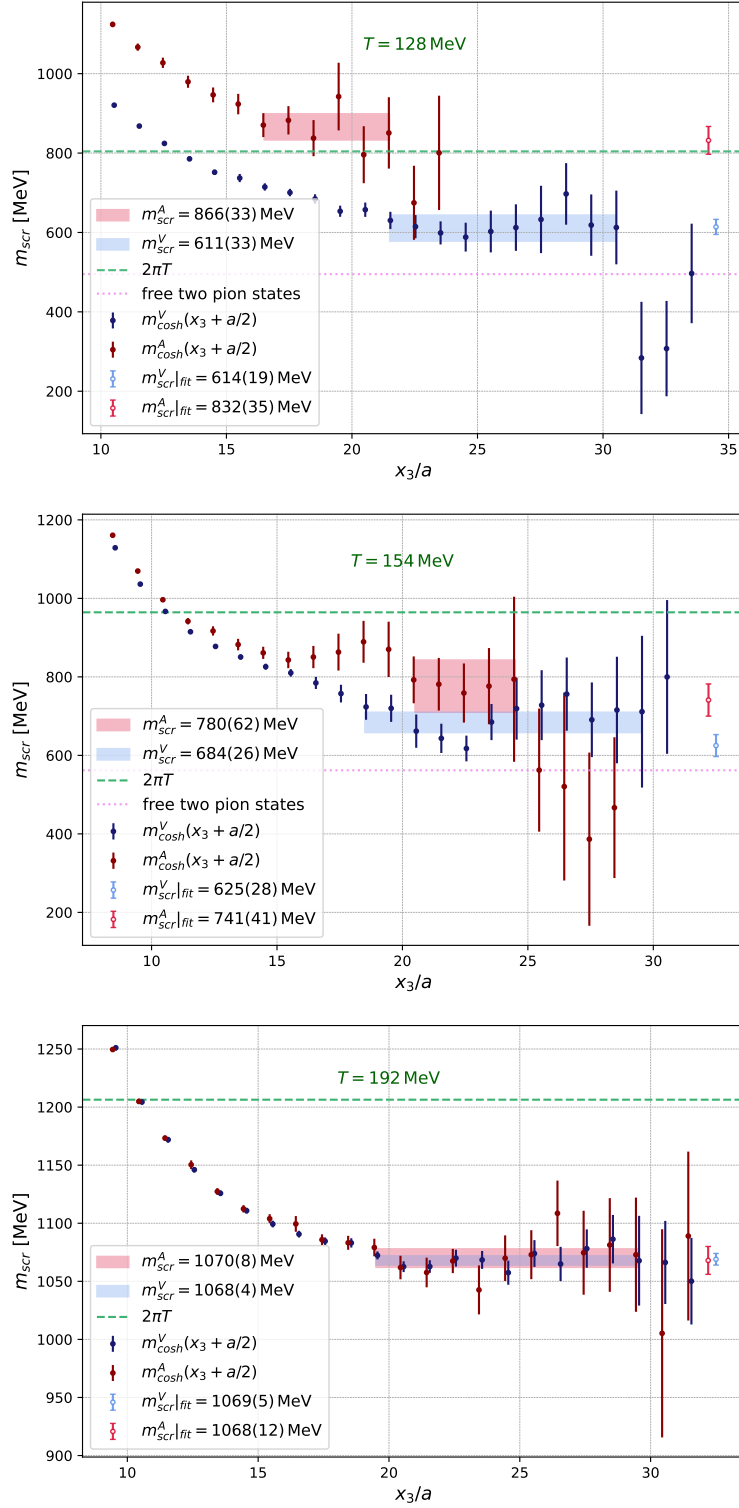 T = 128 MeV
1000
800
600
400
200
m_scr [MeV]
m^A_scr = 866(33) MeV
m^V_scr = 611(33) MeV
2πT
free two pion states
m^V_cosh(x_3 + a/2)
m^A_cosh(x_3 + a/2)
m^V_scr|_fit = 614(19) MeV
m^A_scr|_fit = 832(35) MeV
10 15 20 25 30 35
x_3/a
T = 154 MeV
1200
1000
800
600
400
200
m_scr [MeV]
m^A_scr = 780(62) MeV
m^V_scr = 684(26) MeV
2πT
free two pion states
m^V_cosh(x_3 + a/2)
m^A_cosh(x_3 + a/2)
m^V_scr|_fit = 625(28) MeV
m^A_scr|_fit = 741(41) MeV
10 15 20 25 30
x_3/a
T = 192 MeV
1250
1200
1150
1100
1050
1000
950
900
m_scr [MeV]
m^A_scr = 1070(8) MeV
m^V_scr = 1068(4) MeV
2πT
m^V_cosh(x_3 + a/2)
m^A_cosh(x_3 + a/2)
m^V_scr|_fit = 1069(5) MeV
m^A_scr|_fit = 1068(12) MeV
10 15 20 25 30
x_3/a